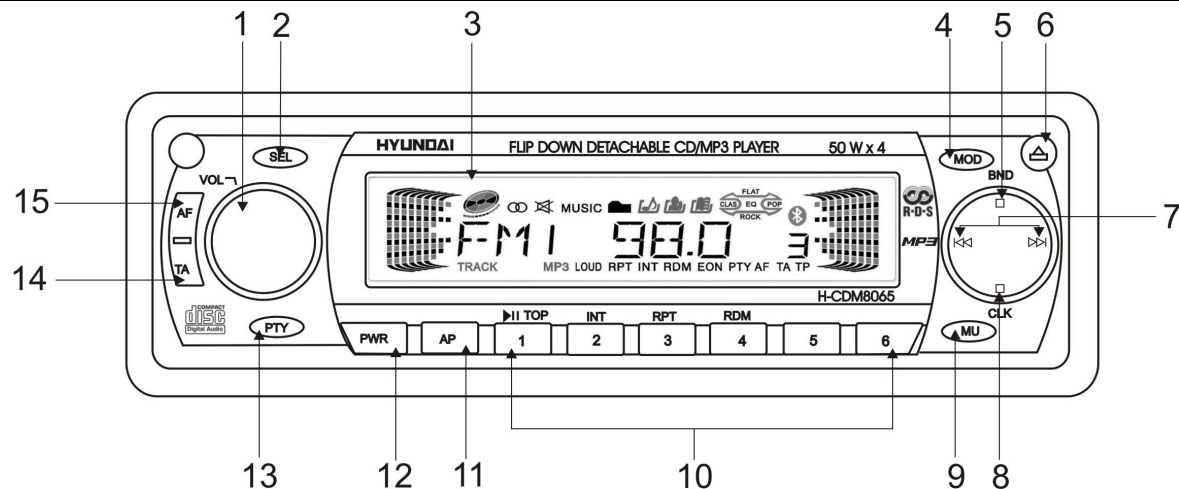 1 2 3 4 5 6
HYUNDAI FLIP DOWN DETACHABLE CD/MP3 PLAYER 50 W x 4
SEL MOD
VOL BND
15 AF
MUSIC FLAT CLAS EQ POP ROCK
R·D·S
7
FM1 98.0 3
MP3
14 TA
TRACK MP3 LOUD RPT INT RDM EON PTY AF TA TP
H-CDM8065
COMPACT disc Digital Audio
CLK
TOP INT RPT RDM
PTY PWR AP 1 2 3 4 5 6 MU
13 12 11 10 9 8